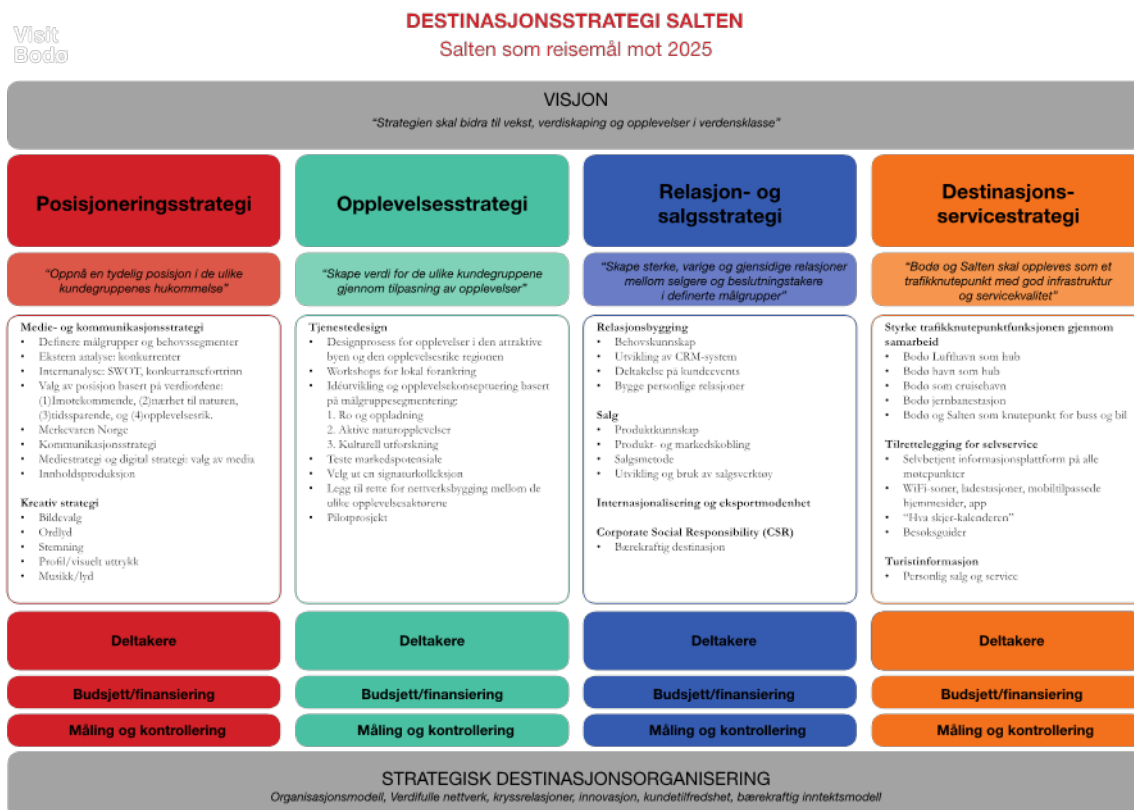 Visit
Bodø
DESTINASJONSSTRATEGI SALTEN
Salten som reisemål mot 2025
VISJON
“Strategien skal bidra til vekst, verdiskaping og opplevelser i verdensklasse”
Posisjoneringsstrategi
“Oppnå en tydelig posisjon i de ulike
kundegruppenes hukommelse”
Medie- og kommunikasjonsstrategi
• Definere målgrupper og behovssegmenter
• Ekstern analyse: konkurrenter
• Internanalyse: SWOT, konkurransefortrinn
• Valg av posisjon basert på verdiordene:
(1)Imøtekommende, (2)nærhet til naturen,
(3)tidssparende, og (4)opplevelsesrik.
• Merkevaren Norge
• Kommunikasjonsstrategi
• Mediestrategi og digital strategi: valg av media
• Innholdsproduksjon
Kreativ strategi
• Bildevalg
• Ordlyd
• Stemning
• Profil/visuelt uttrykk
• Musikk/lyd
Deltakere
Budsjett/finansiering
Måling og kontrollering
Opplevelsesstrategi
“Skape verdi for de ulike kundegruppene
gjennom tilpasning av opplevelser”
Tjenestedesign
• Designprosess for opplevelser i den attraktive
byen og den opplevelsesrike regionen
• Workshops for lokal forankring
• Idéutvikling og opplevelsekonseptuering basert
på målgruppesegmentering:
1. Ro og oppladning
2. Aktive naturopplevelser
3. Kulturell utforskning
• Teste markedspotensiale
• Velg ut en signaturkolleksjon
• Legg til rette for nettverksbygging mellom de
ulike opplevelsesaktørene
• Pilotprosjekt
Deltakere
Budsjett/finansiering
Måling og kontrollering
Relasjon- og
salgsstrategi
“Skape sterke, varige og gjensidige relasjoner
mellom selgere og beslutningstakere
i definerte målgrupper”
Relasjonsbygging
• Behovskunnskap
• Utvikling av CRM-system
• Deltakelse på kundeevents
• Bygge personlige relasjoner
Salg
• Produktkunnskap
• Produkt- og markedskobling
• Salgsmetode
• Utvikling og bruk av salgsverktøy
Internasjonalisering og eksportmodenhet
Corporate Social Responsibility (CSR)
• Bærekraftig destinasjon
Deltakere
Budsjett/finansiering
Måling og kontrollering
Destinasjons-
servicestrategi
“Bodø og Salten skal oppleves som et
trafikknutepunkt med god infrastruktur
og servicekvalitet”
Styrke trafikknutepunktfunksjonen gjennom
samarbeid
• Bodø Lufthavn som hub
• Bodø havn som hub
• Bodø som cruisehavn
• Bodø jernbanestasjon
• Bodø og Salten som knutepunkt for buss og bil
Tilrettelegging for selvservice
• Selvbetjent informasjonsplattform på alle
møtepunkter
• WiFi-soner, ladestasjoner, mobiltilpassede
hjemmesider, app
• “Hva skjer-kalenderen”
• Besøksguider
Turistinformasjon
• Personlig salg og service
Deltakere
Budsjett/finansiering
Måling og kontrollering
STRATEGISK DESTINASJONSORGANISERING
Organisasjonsmodell, Verdifulle nettverk, kryssrelasjoner, innovasjon, kundetilfredshet, bærekraftig inntektsmodell